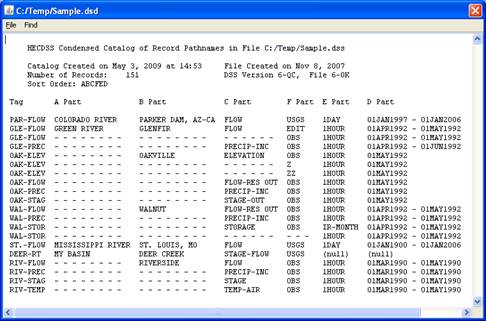 C:/Temp/Sample.dsd
File Find
HECDSS Condensed Catalog of Record Pathnames in File C:/Temp/Sample.dss
Catalog Created on May 3, 2009 at 14:53 File Created on Nov 8, 2007
Number of Records: 151 DSS Version 6-QC, File 6-OK
Sort Order: ABCFED
Tag A Part B Part C Part F Part E Part D Part
PAR-FLOW COLORADO RIVER PARKER DAM, AZ-CA FLOW USGS 1DAY 01JAN1997 - 01JAN2006
GLE-FLOW GREEN RIVER GLENFIR FLOW EDIT 1HOUR 01APR1992 - 01MAY1992
GLE-FLOW - - - - - - - - - - - - - - - - - - - - - - OBS 1HOUR 01APR1992 - 01MAY1992
GLE-PREC - - - - - - - - - - - - - - - - PRECIP-INC OBS 1HOUR 01APR1992 - 01JUN1992
OAK-ELEV - - - - - - - - OAKVILLE ELEVATION OBS 1HOUR 01MAY1992
OAK-ELEV - - - - - - - - - - - - - - - - - - - - - - Z 1HOUR 01MAY1992
OAK-ELEV - - - - - - - - - - - - - - - - - - - - - - ZZ 1HOUR 01MAY1992
OAK-FLOW - - - - - - - - - - - - - - - - FLOW-RES OUT OBS 1HOUR 01MAY1992
OAK-PREC - - - - - - - - - - - - - - - - PRECIP-INC OBS 1HOUR 01MAY1992
OAK-STAG - - - - - - - - - - - - - - - - STAGE-OUT OBS 1HOUR 01MAY1992
WAL-FLOW - - - - - - - - WALNUT FLOW-RES OUT OBS 1HOUR 01APR1992 - 01MAY1992
WAL-PREC - - - - - - - - - - - - - - - - PRECIP-INC OBS 1HOUR 01APR1992 - 01MAY1992
WAL-STOR - - - - - - - - - - - - - - - - STORAGE OBS IR-MONTH 01APR1992 - 01MAY1992
WAL-STOR - - - - - - - - - - - - - - - - - - - - - - - - - 1HOUR 01APR1992 - 01MAY1992
ST.-FLOW MISSISSIPPI RIVER ST. LOUIS, MO FLOW USGS 1DAY 01JAN1900 - 01JAN2006
DEER-RT MY BASIN DEER CREEK STAGE-FLOW USGS (null) (null)
RIV-FLOW - - - - - - - - RIVERSIDE FLOW OBS 1HOUR 01MAR1990 - 01MAY1990
RIV-PREC - - - - - - - - - - - - - - - - PRECIP-INC OBS 1HOUR 01MAR1990 - 01MAY1990
RIV-STAG - - - - - - - - - - - - - - - - STAGE OBS 1HOUR 01MAR1990 - 01MAY1990
RIV-TEMP - - - - - - - - - - - - - - - - TEMP-AIR OBS 1HOUR 01MAR1990 - 01MAY1990